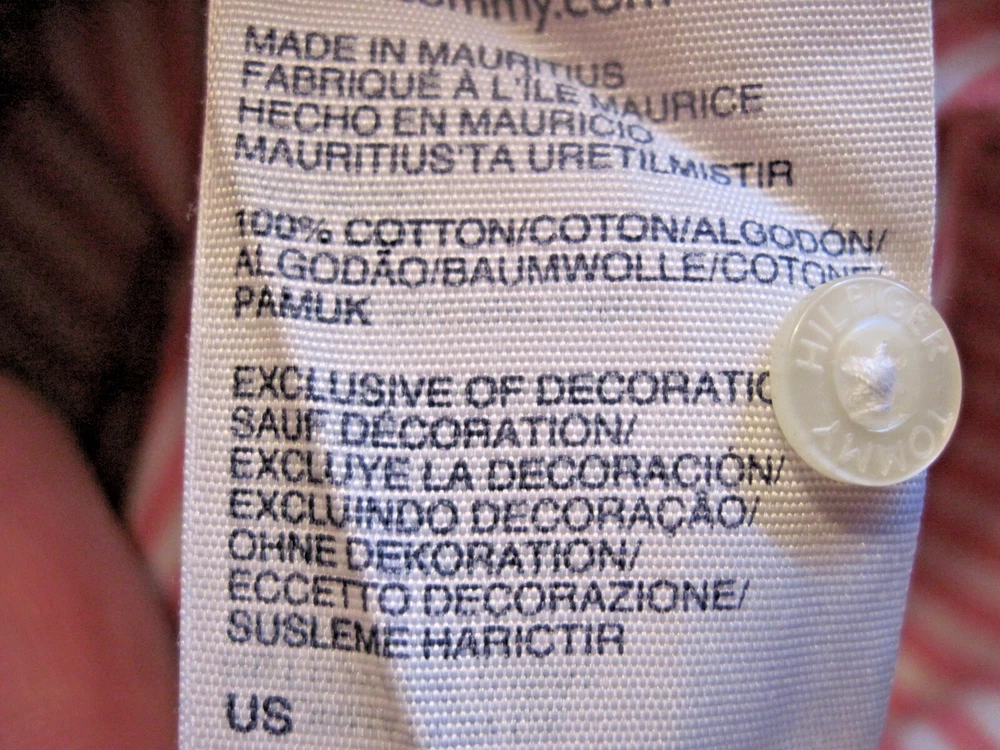 MADE IN MAURITIUS
FABRIQUÉ À L'ÎLE MAURICE
HECHO EN MAURICIO
MAURITIUS'TA URETILMISTIR
100% COTTON/COTON/ALGODÓN/
ALGODÃO/BAUMWOLLE/COTONE/
PAMUK
EXCLUSIVE OF
SAUF DÉCORATION/
EXCLUYE LA DECORACIÓN/
EXCLUINDO DECORAÇÃO/
OHNE DEKORATION/
ECCETTO DECORAZIONE/
SUSLEME HARICTIR
US
HILFIGER
TOMMY